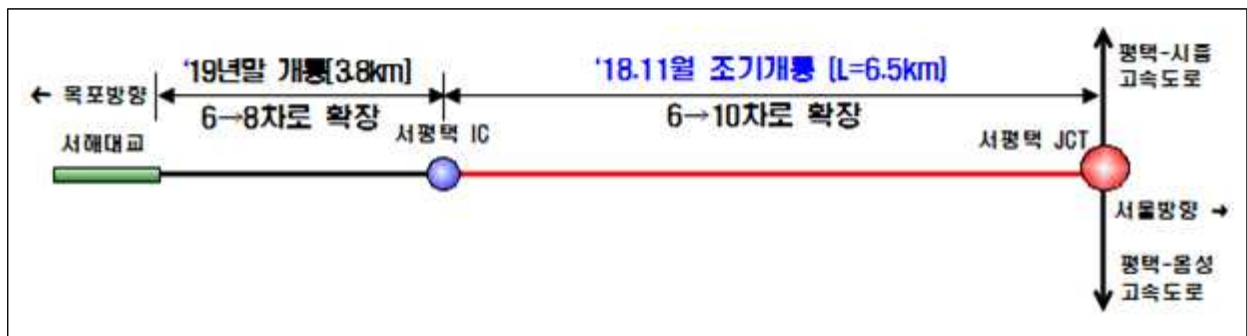 '19년말 개통[3.8km]
'18.11월 조기개통 [L=6.5km]
평택-시흥
고속도로
← 목포방향
6→8차로 확장
6→10차로 확장
서해대교
서평택 IC
서평택 JCT
서울방향 →
평택-음성
고속도로